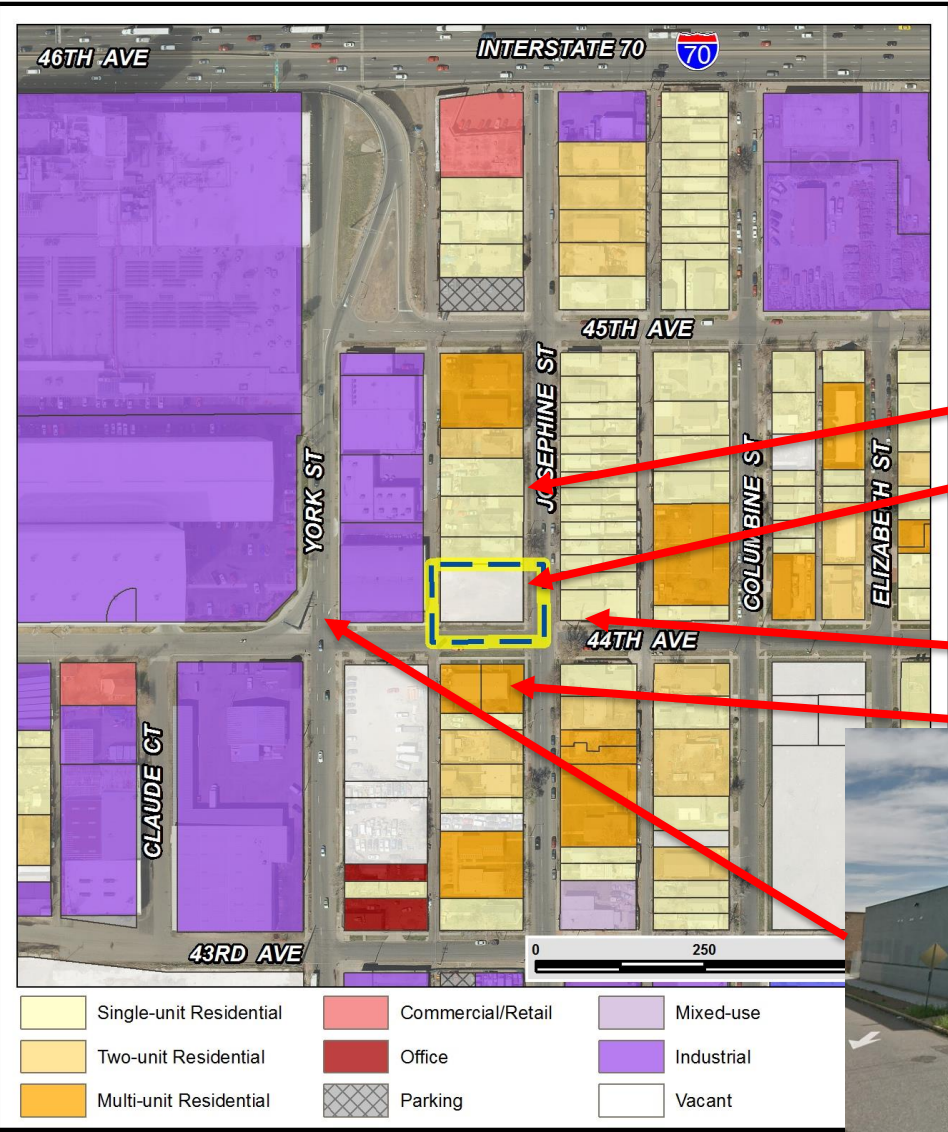 46TH AVE
INTERSTATE 70
70
45TH AVE
JOSEPHINE ST
YORK ST
COLUMBINE ST
ELIZABETH ST
44TH AVE
CLAUDE CT
43RD AVE
0 250
Single-unit Residential
Commercial/Retail
Mixed-use
Two-unit Residential
Office
Industrial
Multi-unit Residential
Parking
Vacant